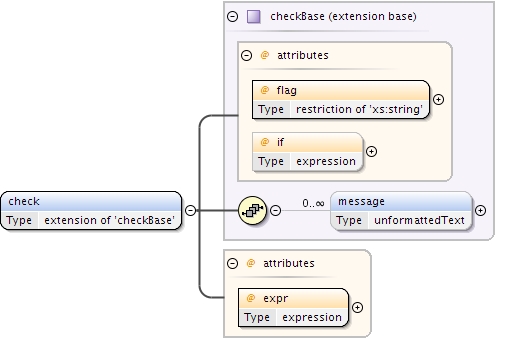 checkBase (extension base)
@ attributes
@ flag
Type restriction of 'xs:string'
@ if
Type expression
check
Type extension of 'checkBase'
0..∞
message
Type unformattedText
@ attributes
@ expr
Type expression